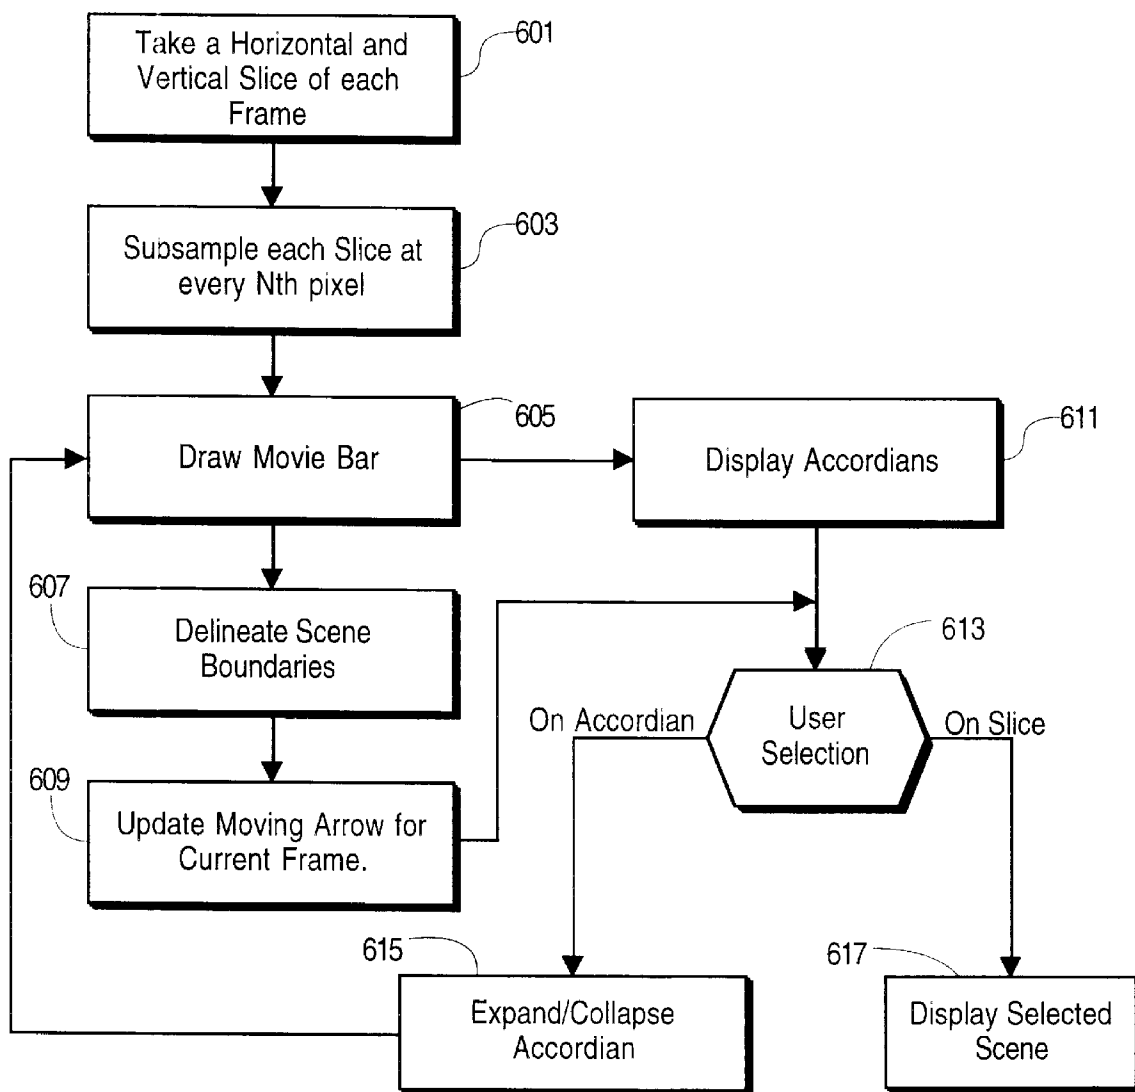 Take a Horizontal and
Vertical Slice of each
Frame
601
Subsample each Slice at
every Nth pixel
603
Draw Movie Bar
605
Display Accordians
611
607
Delineate Scene
Boundaries
613
User
Selection
On Accordian
On Slice
609
Update Moving Arrow for
Current Frame.
615
Expand/Collapse
Accordian
617
Display Selected
Scene